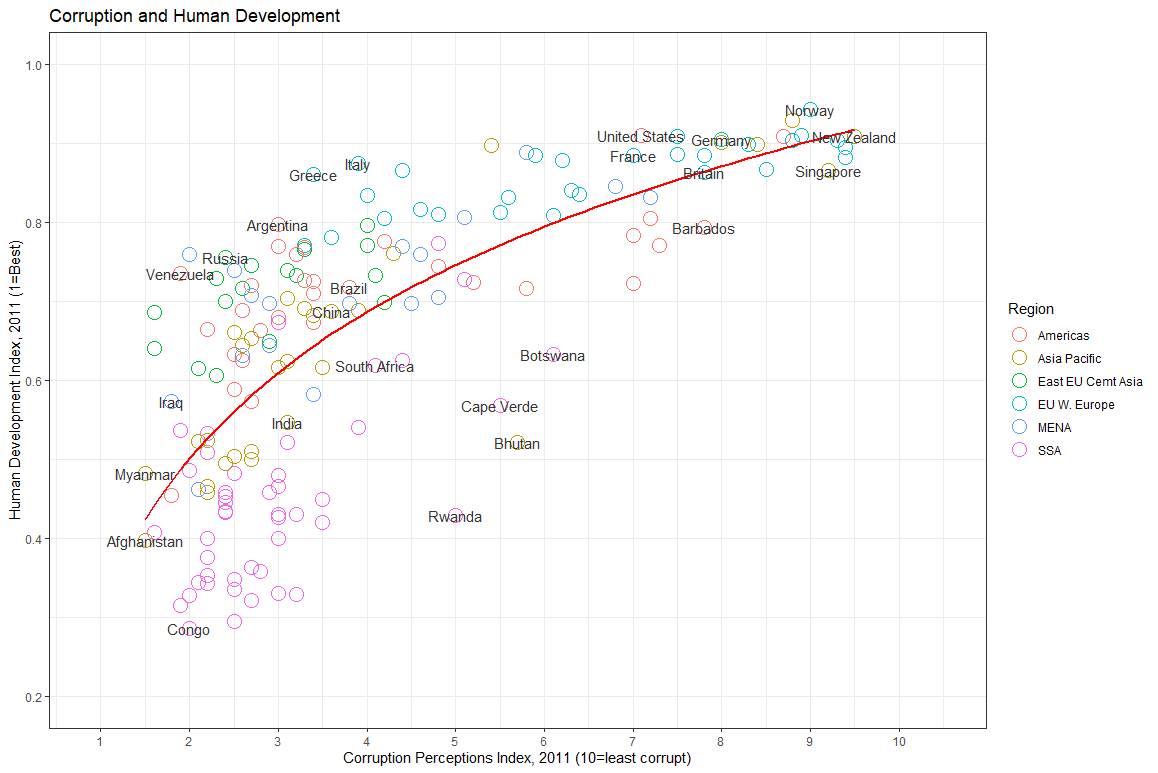 Corruption and Human Development
Human Development Index, 2011 (1=Best)
1.0
0.8
0.6
0.4
0.2
Norway
United States
Germany
New Zealand
France
Italy
Greece
Britain
Singapore
Argentina
Barbados
Russia
Venezuela
Brazil
China
Botswana
South Africa
Iraq
Cape Verde
India
Bhutan
Myanmar
Rwanda
Afghanistan
Congo
1 2 3 4 5 6 7 8 9 10
Corruption Perceptions Index, 2011 (10=least corrupt)
Region
Americas
Asia Pacific
East EU Cemt Asia
EU W. Europe
MENA
SSA